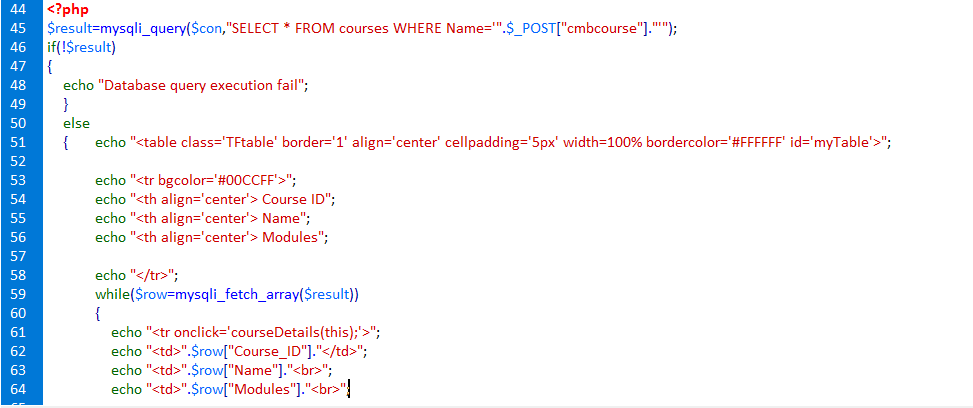 44 <?php
45 $result=mysqli_query($con,"SELECT * FROM courses WHERE Name='".$_POST["cmbcourse"]."'");
46 if(!$result)
47 {
48 echo "Database query execution fail";
49 }
50 else
51 { echo "<table class='TFtable' border='1' align='center' cellpadding='5px' width=100% bordercolor='#FFFFFF' id='myTable'>";
52
53 echo "<tr bgcolor='#00CCFF'>";
54 echo "<th align='center'> Course ID";
55 echo "<th align='center'> Name";
56 echo "<th align='center'> Modules";
57
58 echo "</tr>";
59 while($row=mysqli_fetch_array($result))
60 {
61 echo "<tr onclick='courseDetails(this);'>";
62 echo "<td>".$row["Course_ID"]."</td>";
63 echo "<td>".$row["Name"]."<br>";
64 echo "<td>".$row["Modules"]."<br>";